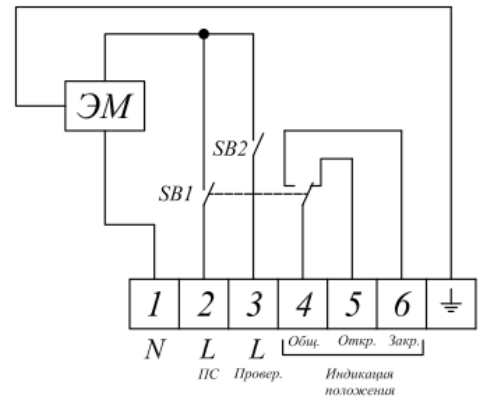 ЭМ
SB2
SB1
1 2 3 4 5 6
N L L Общ. Откр. Закр.
ПС Провер. Индикация
положения